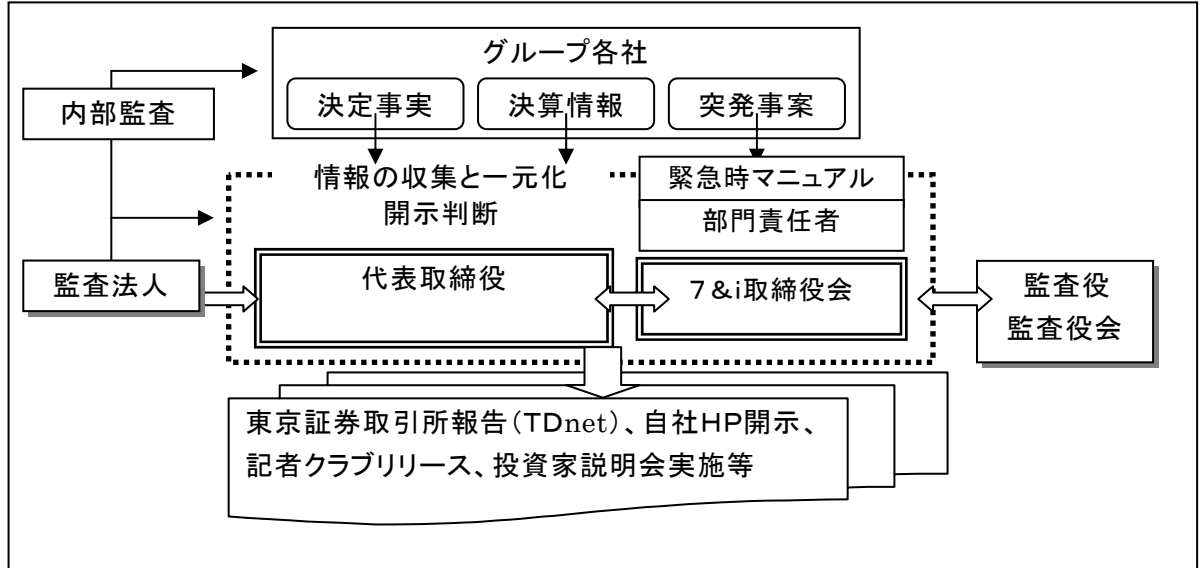 グループ各社
内部監査
決定事実
決算情報
突発事案
情報の収集と一元化
開示判断
緊急時マニュアル
部門責任者
監査法人
代表取締役
7&i取締役会
監査役
監査役会
東京証券取引所報告(TDnet)、自社HP開示、
記者クラブリリース、投資家説明会実施等